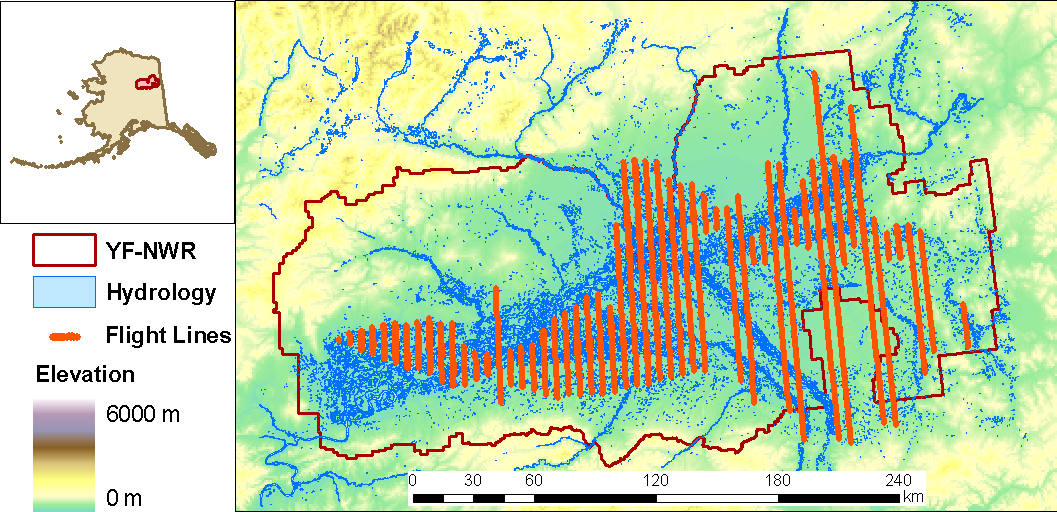 YF-NWR
Hydrology
Flight Lines
Elevation
6000 m
0 m
0 30 60 120 180 240
km